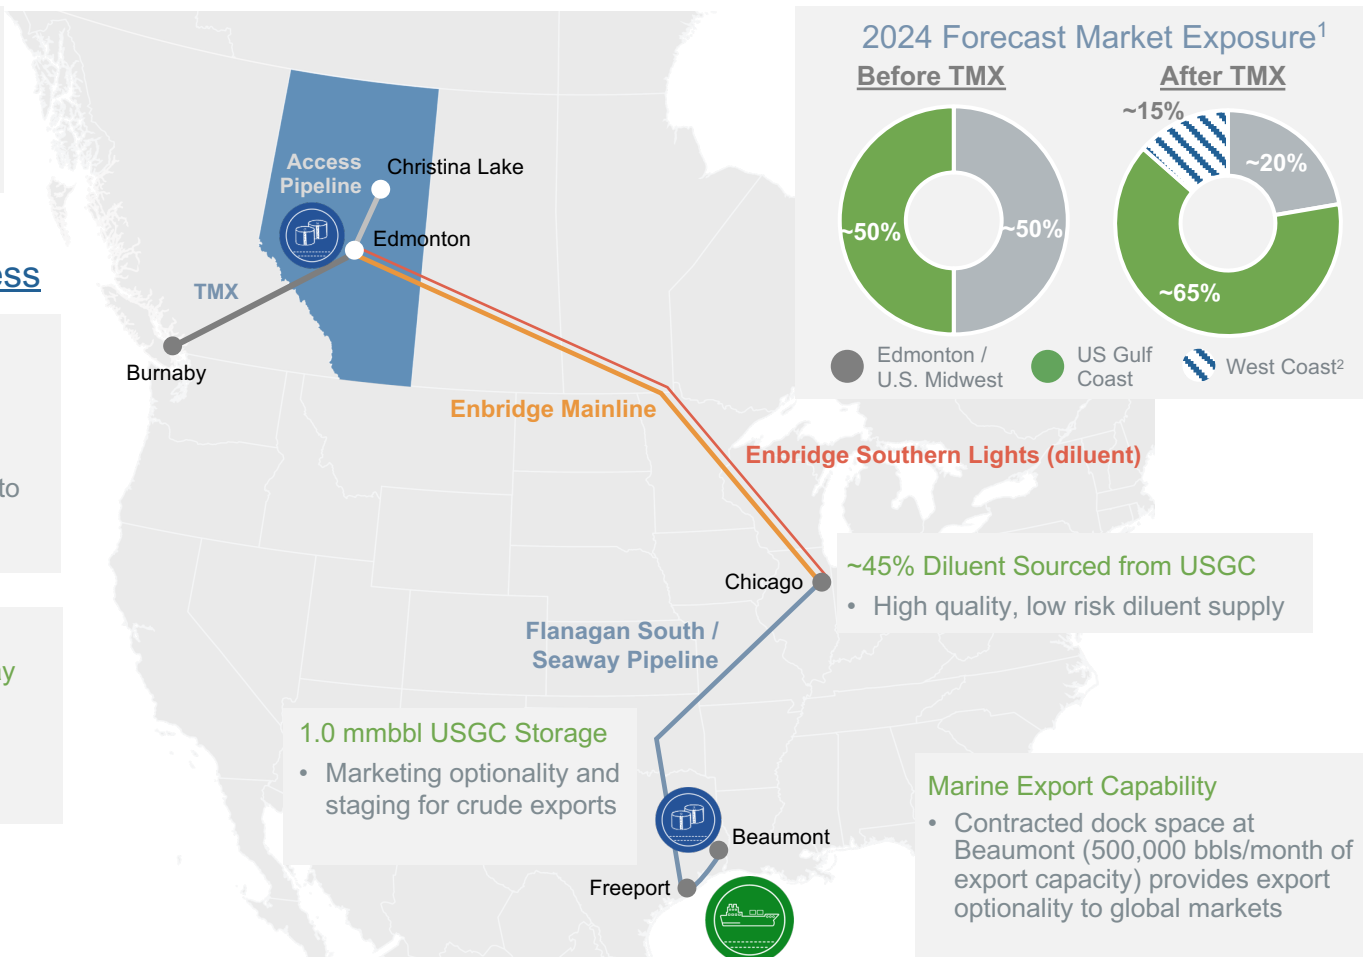 2024 Forecast Market Exposure1
Before TMX
After TMX
~50%
~50%
~15%
~20%
~65%
Edmonton /
U.S. Midwest
US Gulf
Coast
West Coast2
Access
Pipeline
Christina Lake
Edmonton
TMX
Burnaby
Enbridge Mainline
Enbridge Southern Lights (diluent)
to
Chicago
~45% Diluent Sourced from USGC
• High quality, low risk diluent supply
Flanagan South /
Seaway Pipeline
1.0 mmbbl USGC Storage
• Marketing optionality and
staging for crude exports
Beaumont
Freeport
Marine Export Capability
• Contracted dock space at
Beaumont (500,000 bbls/month of
export capacity) provides export
optionality to global markets